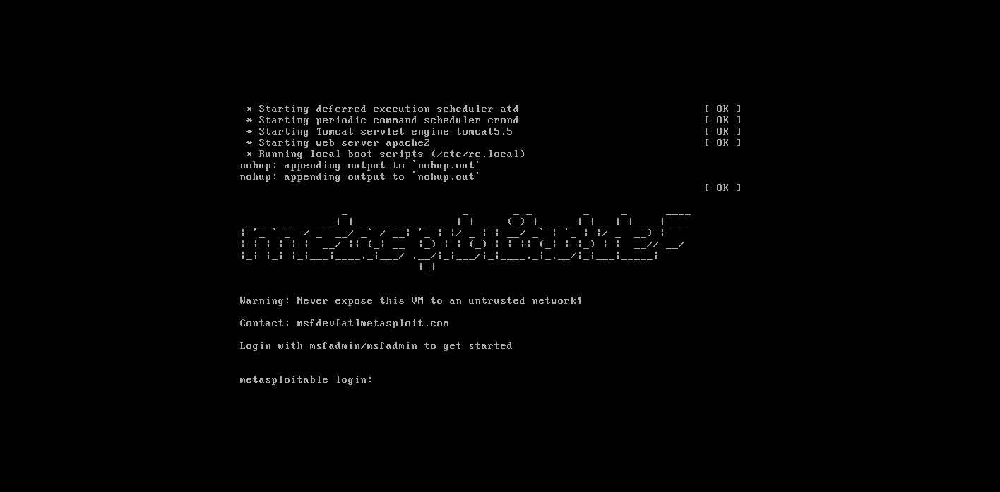 * Starting deferred execution scheduler atd                             [ OK ]
 * Starting periodic command scheduler crond                             [ OK ]
 * Starting Tomcat servlet engine tomcat5.5                              [ OK ]
 * Starting web server apache2                                           [ OK ]
 * Running local boot scripts (/etc/rc.local)
nohup: appending output to `nohup.out'
nohup: appending output to `nohup.out'
                                                                         [ OK ]
                _                  _       _ _        _     _      ____
 _ __ ___   ___| |_ __ _ ___ _ __ | | ___ (_) |_ __ _| |__ | | ___|___
| '_ ` _  / _  __/ _` / __| '_ | |/ _ | | __/ _` | '_ | |/ _  __) |
| | | | | |  __/ || (_| __  |_) | | (_) | | || (_| | |_) | |  __// __/
|_| |_| |_|___|____,_|___/ .__/|_|___/|_|____,_|_.__/|_|___|_____|
                            |_|
Warning: Never expose this VM to an untrusted network!
Contact: msfdev[at]metasploit.com
Login with msfadmin/msfadmin to get started
metasploitable login: